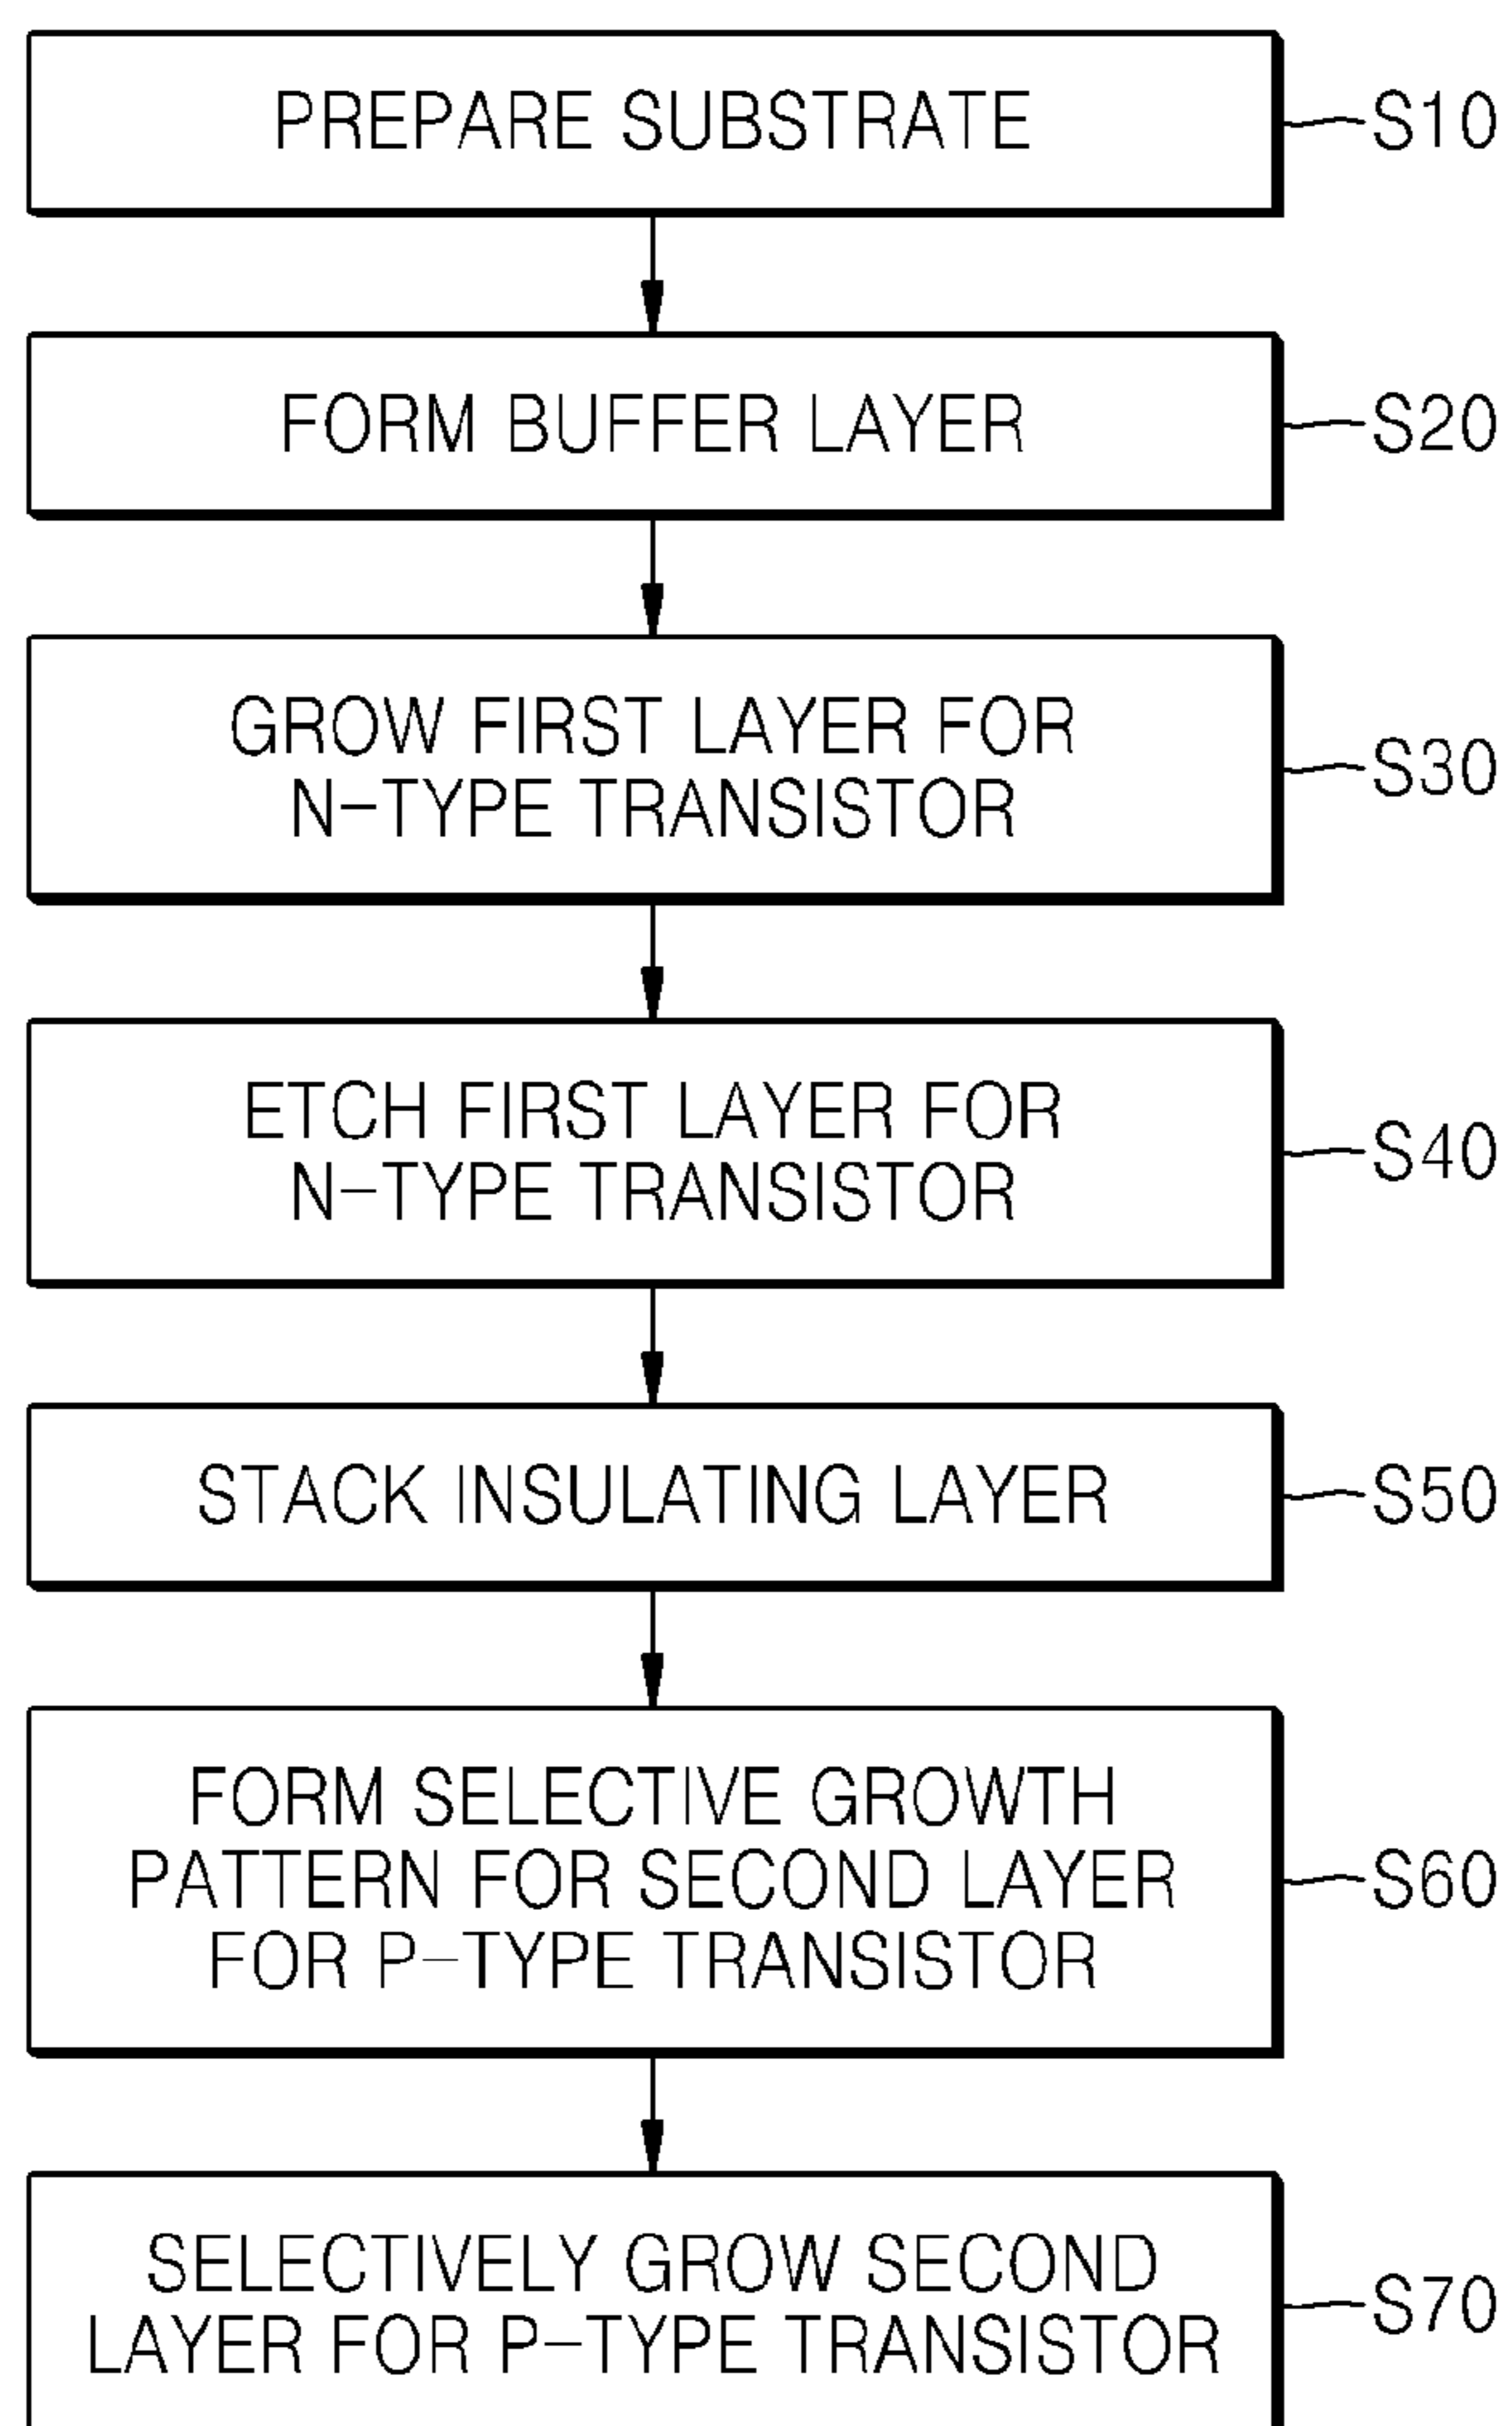 PREPARE SUBSTRATE
S10
FORM BUFFER LAYER
S20
GROW FIRST LAYER FOR
N-TYPE TRANSISTOR
S30
ETCH FIRST LAYER FOR
N-TYPE TRANSISTOR
S40
STACK INSULATING LAYER
S50
FORM SELECTIVE GROWTH
PATTERN FOR SECOND LAYER
FOR P-TYPE TRANSISTOR
S60
SELECTIVELY GROW SECOND
LAYER FOR P-TYPE TRANSISTOR
S70